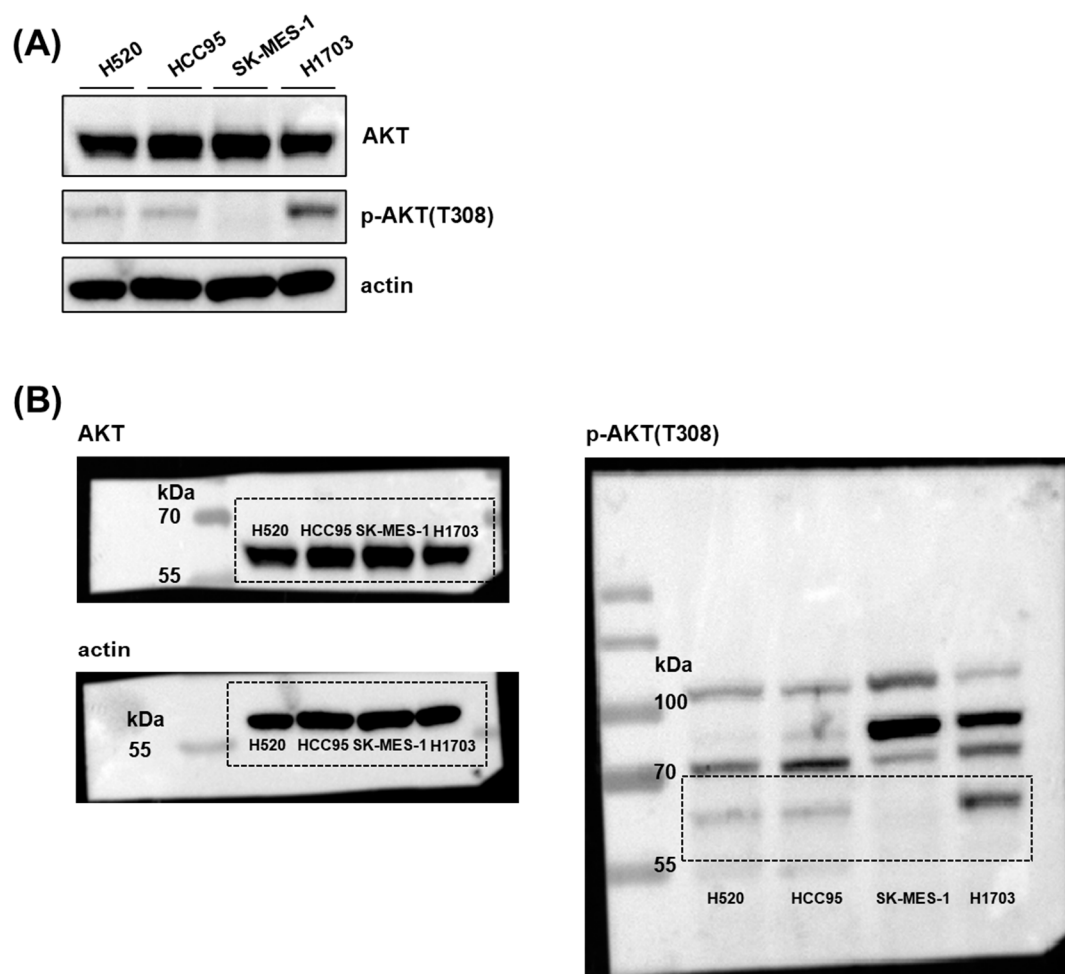 (A)
H520 HCC95 SK-MES-1 H1703
AKT
p-AKT(T308)
actin
(B)
AKT
kDa
70
H520 HCC95 SK-MES-1 H1703
55
actin
kDa
55
H520 HCC95 SK-MES-1 H1703
p-AKT(T308)
kDa
100
70
55
H520 HCC95 SK-MES-1 H1703